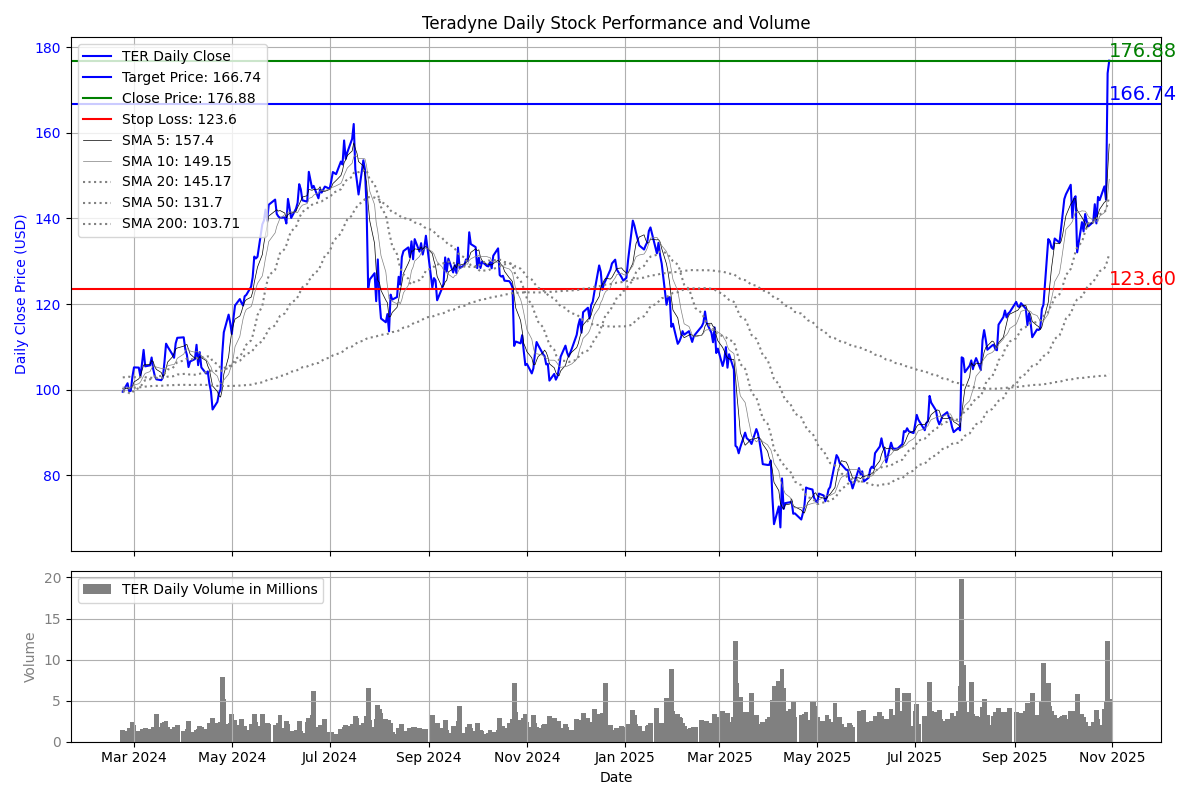 Teradyne Daily Stock Performance and Volume
180
160
140
120
100
80
Daily Close Price (USD)
TER Daily Close
Target Price: 166.74
Close Price: 176.88
Stop Loss: 123.6
SMA 5: 157.4
SMA 10: 149.15
SMA 20: 145.17
SMA 50: 131.7
SMA 200: 103.71
176.88
166.74
123.60
20
15
10
5
0
Volume
TER Daily Volume in Millions
Mar 2024 May 2024 Jul 2024 Sep 2024 Nov 2024 Jan 2025 Mar 2025 May 2025 Jul 2025 Sep 2025 Nov 2025
Date